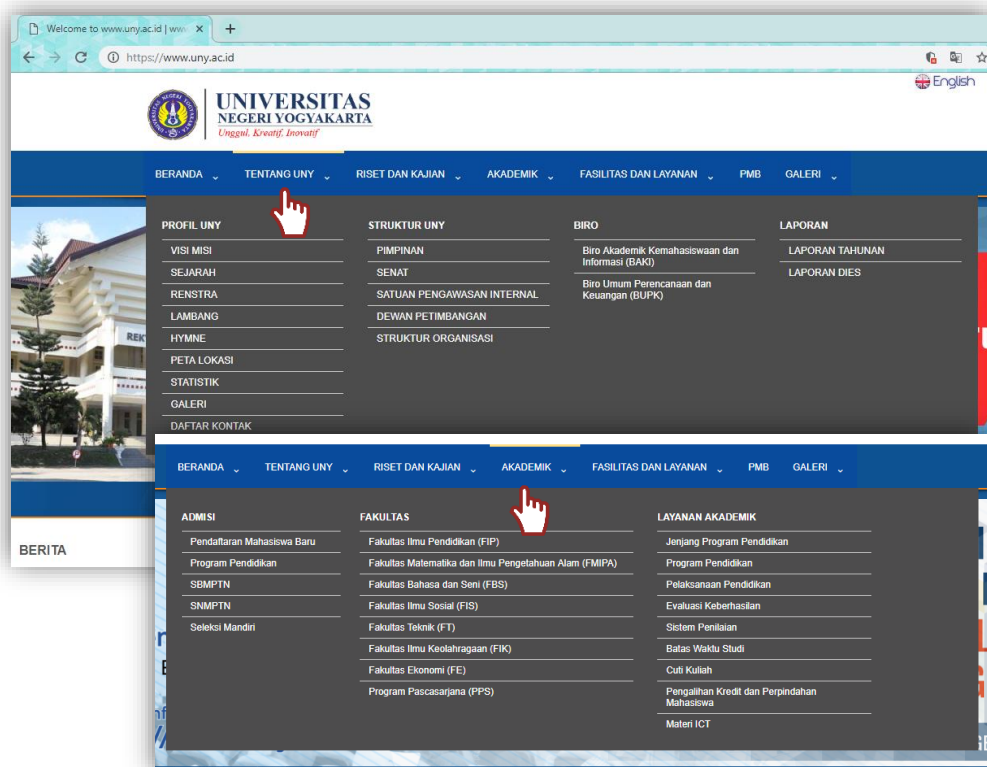 Welcome to www.uny.ac.id | ww
https://www.uny.ac.id
English
UNIVERSITAS
NEGERI YOGYAKARTA
Unggul, Kreatif, Inovatif
BERANDA TENTANG UNY RISET DAN KAJIAN AKADEMIK FASILITAS DAN LAYANAN PMB GALERI
PROFIL UNY
VISI MISI
SEJARAH
RENSTRA
LAMBANG
HYMNE
PETA LOKASI
STATISTIK
GALERI
DAFTAR KONTAK
STRUKTUR UNY
PIMPINAN
SENAT
SATUAN PENGAWASAN INTERNAL
DEWAN PETIMBANGAN
STRUKTUR ORGANISASI
BIRO
Biro Akademik Kemahasiswaan dan
Informasi (BAKI)
Biro Umum Perencanaan dan
Keuangan (BUPK)
LAPORAN
LAPORAN TAHUNAN
LAPORAN DIES
REK
BERITA
BERANDA TENTANG UNY RISET DAN KAJIAN AKADEMIK FASILITAS DAN LAYANAN PMB GALERI
ADMISI
Pendaftaran Mahasiswa Baru
Program Pendidikan
SBMPTN
SNMPTN
Seleksi Mandiri
FAKULTAS
Fakultas Ilmu Pendidikan (FIP)
Fakultas Matematika dan Ilmu Pengetahuan Alam (FMIPA)
Fakultas Bahasa dan Seni (FBS)
Fakultas Ilmu Sosial (FIS)
Fakultas Teknik (FT)
Fakultas Ilmu Keolahragaan (FIK)
Fakultas Ekonomi (FE)
Program Pascasarjana (PPS)
LAYANAN AKADEMIK
Jenjang Program Pendidikan
Program Pendidikan
Pelaksanaan Pendidikan
Evaluasi Keberhasilan
Sistem Penilaian
Batas Waktu Studi
Cuti Kuliah
Pengalihan Kredit dan Perpindahan
Mahasiswa
Materi ICT